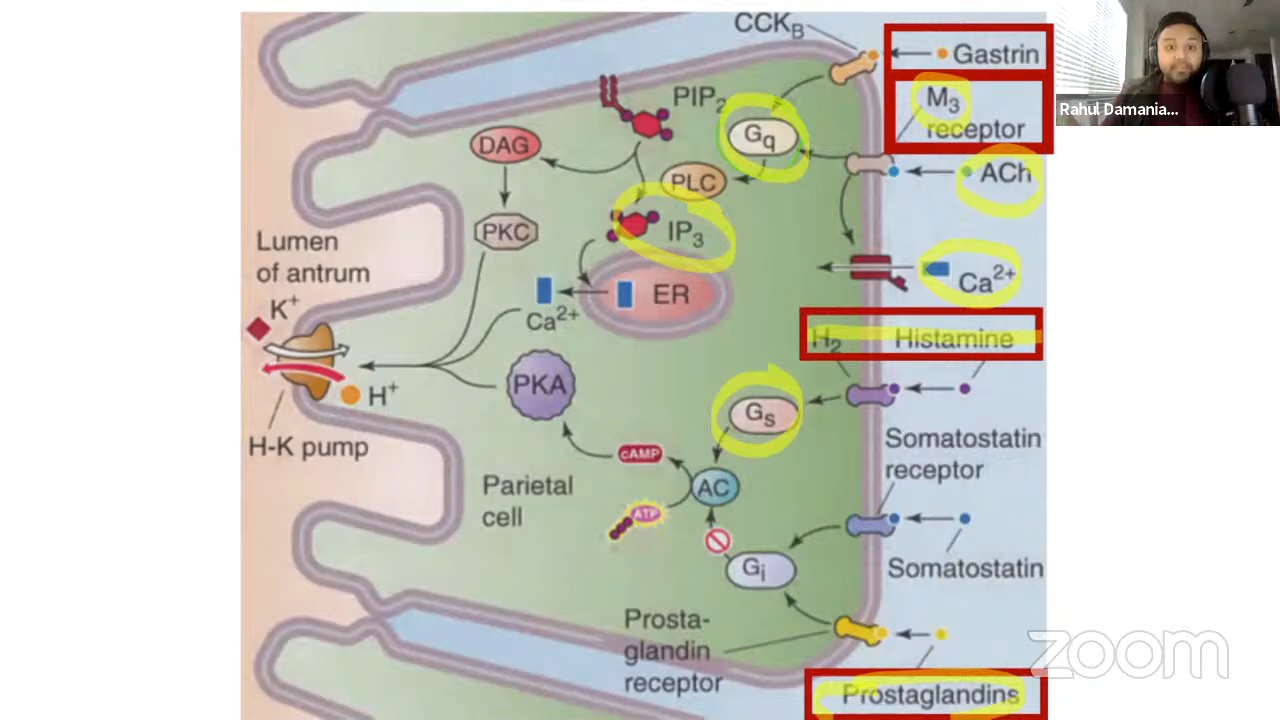 CCKB
Gastrin
PIP2
M3
receptor
Gq
DAG
PLC
ACh
PKC
IP3
Lumen
of antrum
K+
ER
Ca2+
Ca2+
H2 Histamine
PKA
H+
Gs
H-K pump
cAMP
Somatostatin
receptor
Parietal
cell
AC
ATP
Gi
Somatostatin
Prosta-
glandin
receptor
Prostaglandins
Rahul Damania...
zoom